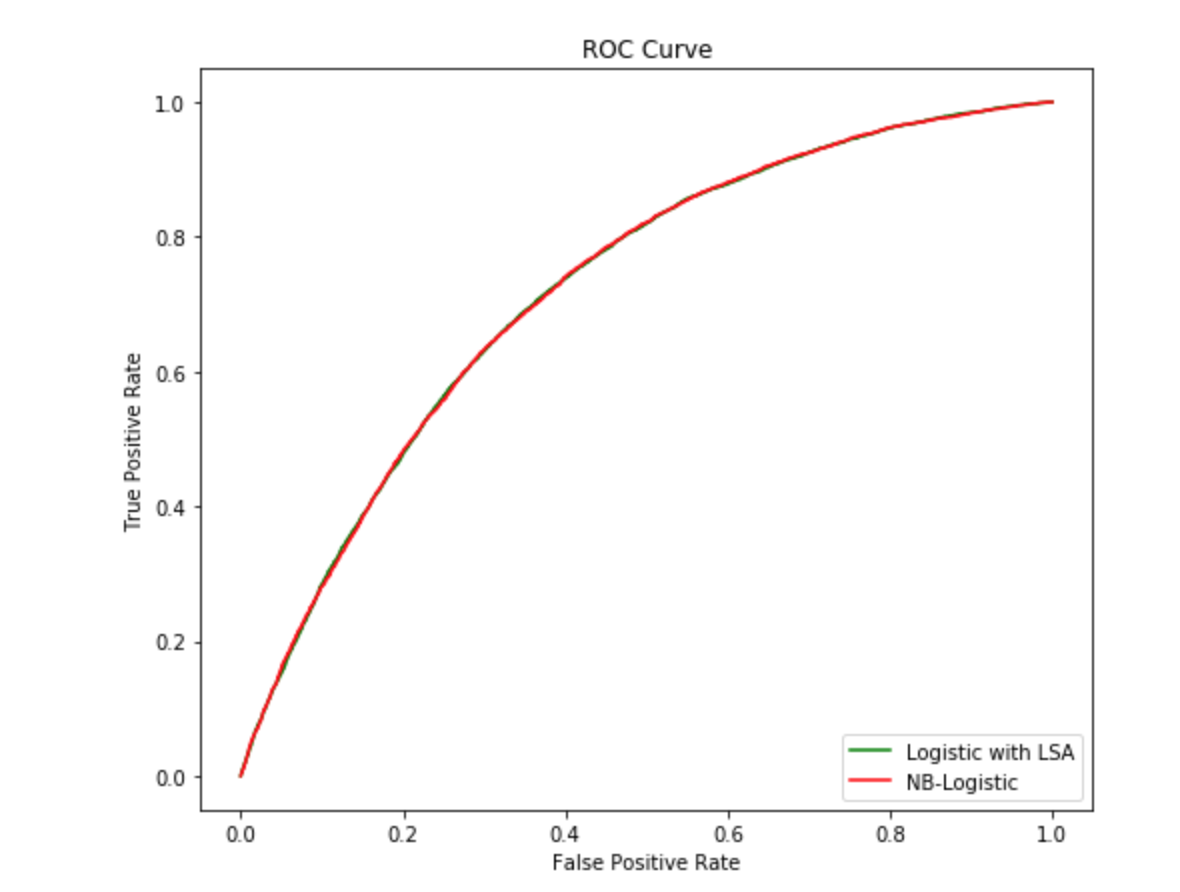 ROC Curve
1.0
0.8
0.6
0.4
0.2
0.0
True Positive Rate
0.0 0.2 0.4 0.6 0.8 1.0
False Positive Rate
Logistic with LSA
NB-Logistic